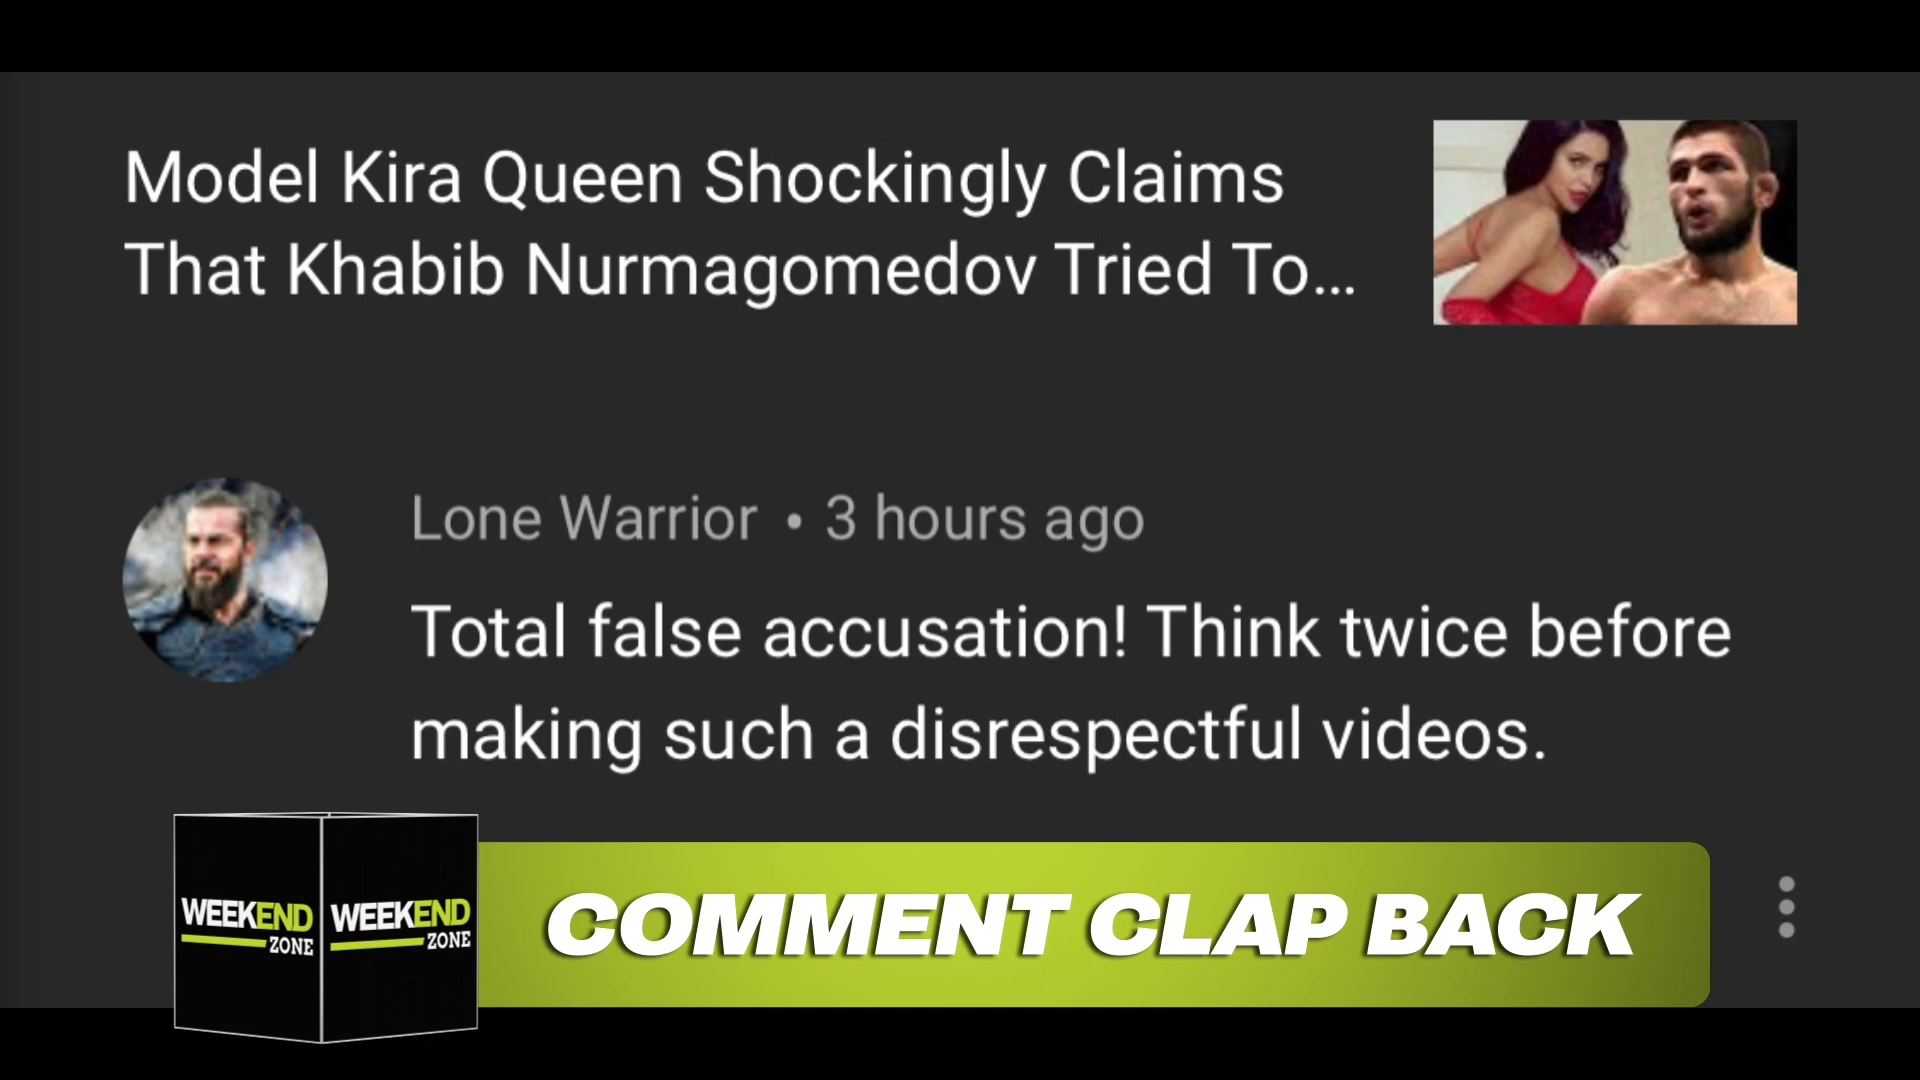 Model Kira Queen Shockingly Claims
That Khabib Nurmagomedov Tried To...
Lone Warrior • 3 hours ago
Total false accusation! Think twice before
making such a disrespectful videos.
WEEKEND
ZONE
WEEKEND
ZONE
COMMENT CLAP BACK